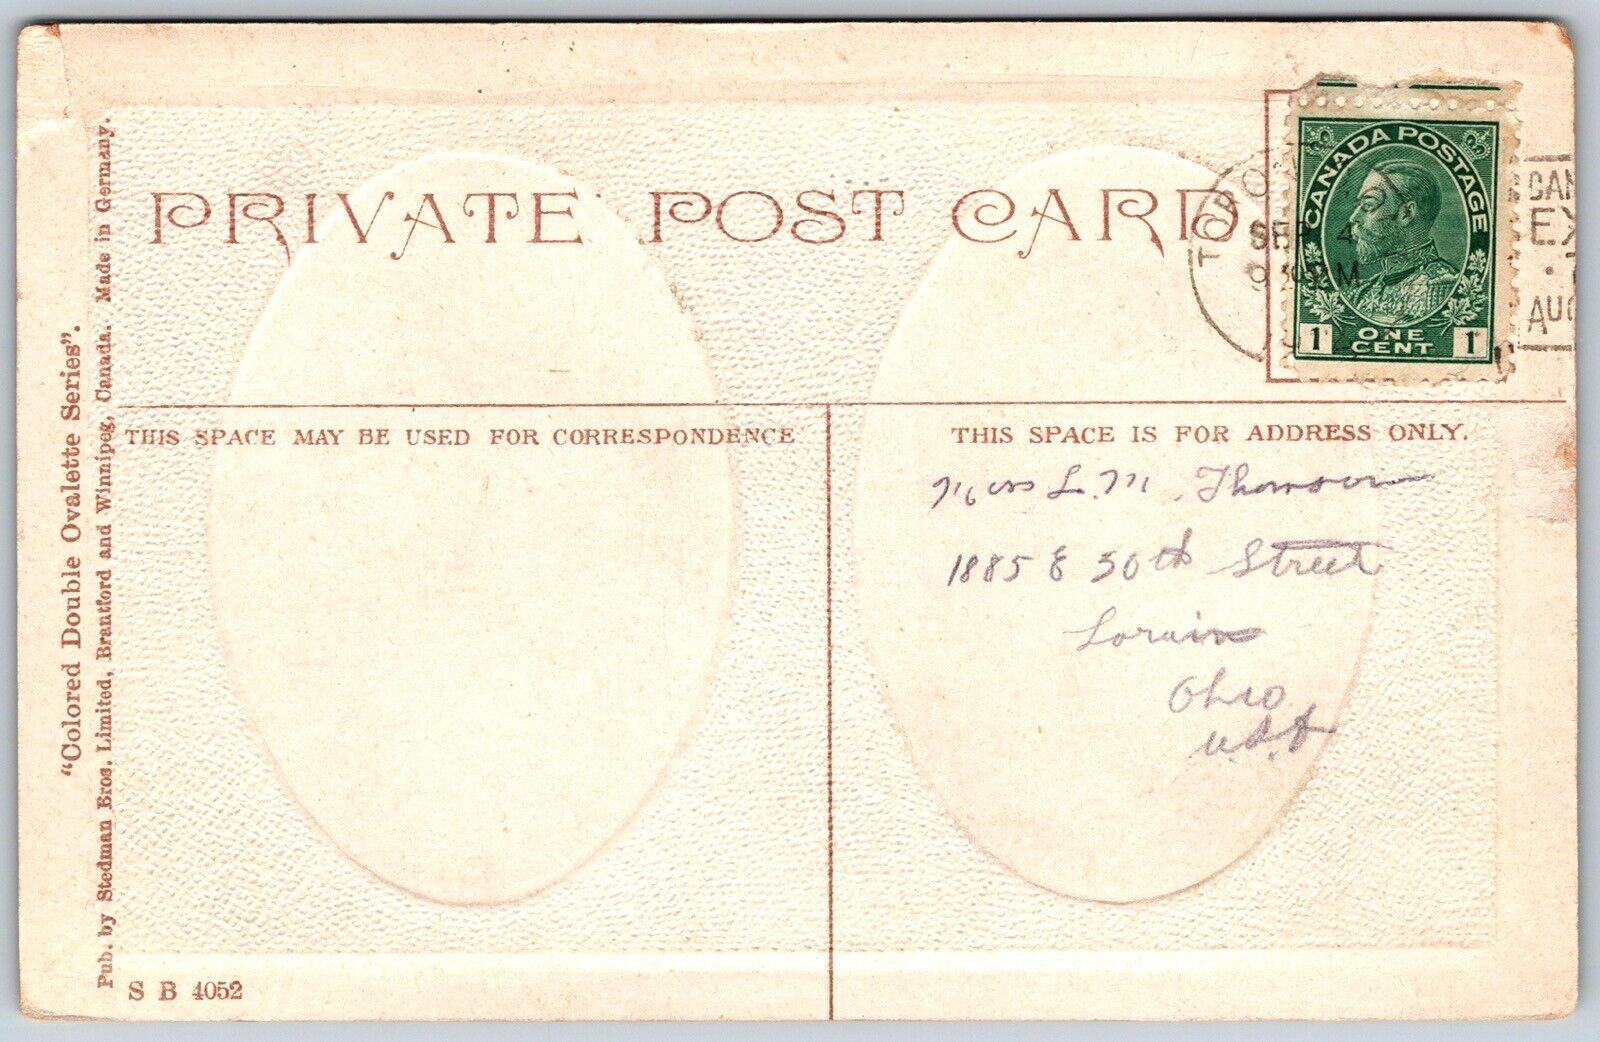 PRIVATE POST CARD
CANADA POSTAGE
1 ONE CENT 1
SEP 4
CAN
EX
AUG
THIS SPACE MAY BE USED FOR CORRESPONDENCE
THIS SPACE IS FOR ADDRESS ONLY.
Miss L. M. Thomson
1885 E 30th Street
Lorain
Ohio
U.S.A
"Colored Double Ovalette Series".
Pub. by Stedman Bros. Limited, Brantford and Winnipeg, Canada. Made in Germany.
S B 4052